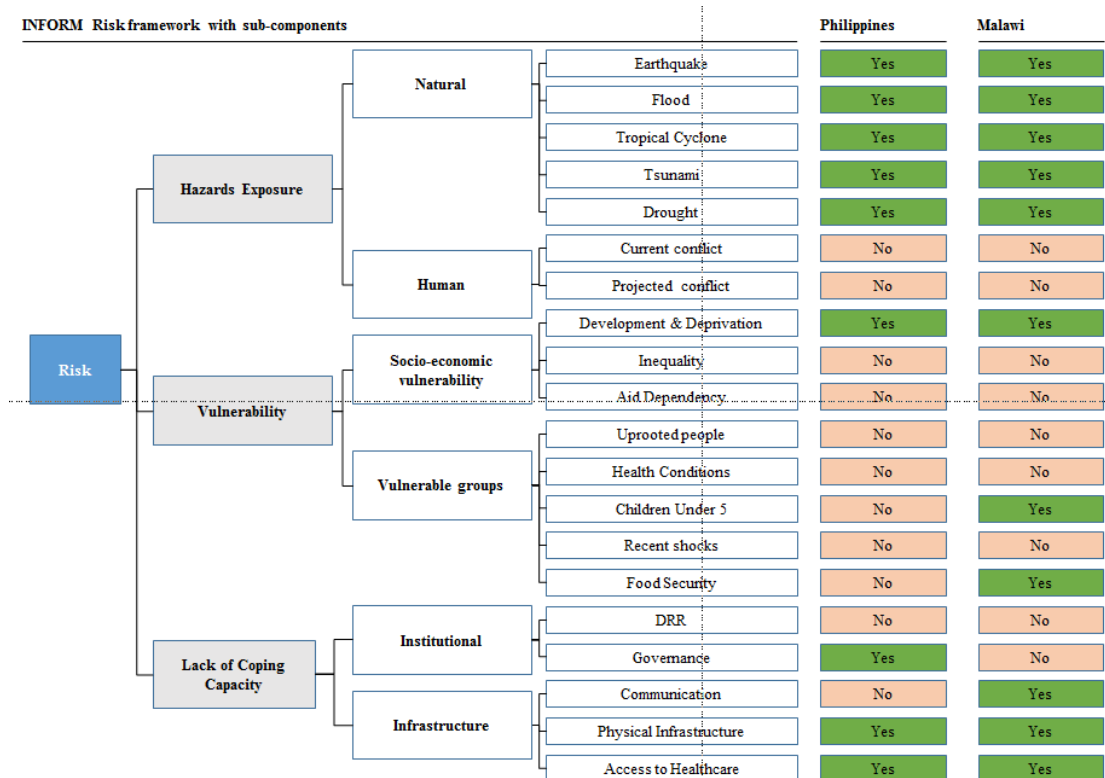 INFORM Risk framework with sub-components Philippines Malawi
Earthquake Yes Yes
Natural
Flood Yes Yes
Tropical Cyclone Yes Yes
Tsunami Yes Yes
Hazards Exposure
Drought Yes Yes
Current conflict No No
Human
Projected conflict No No
Development & Deprivation Yes Yes
Socio-economic
vulnerability
Inequality No No
Risk
Aid Dependency No No
Vulnerability
Uprooted people No No
Health Conditions No No
Vulnerable groups
Children Under 5 No Yes
Recent shocks No No
Food Security No Yes
DRR No No
Institutional
Governance Yes No
Lack of Coping
Capacity
Communication No Yes
Infrastructure
Physical Infrastructure Yes Yes
Access to Healthcare Yes Yes